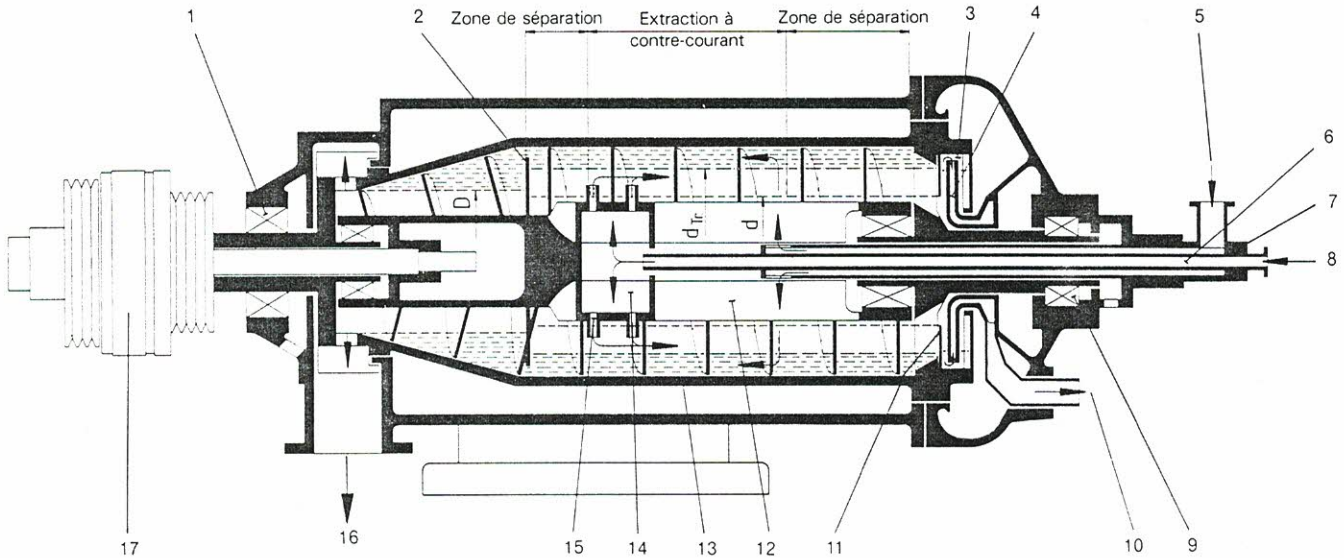 1
2
Zone de séparation
Extraction à
contre-courant
Zone de séparation
3
4
5
6
7
8
D
dTr
d
17
16
15
14
13
12
11
10
9